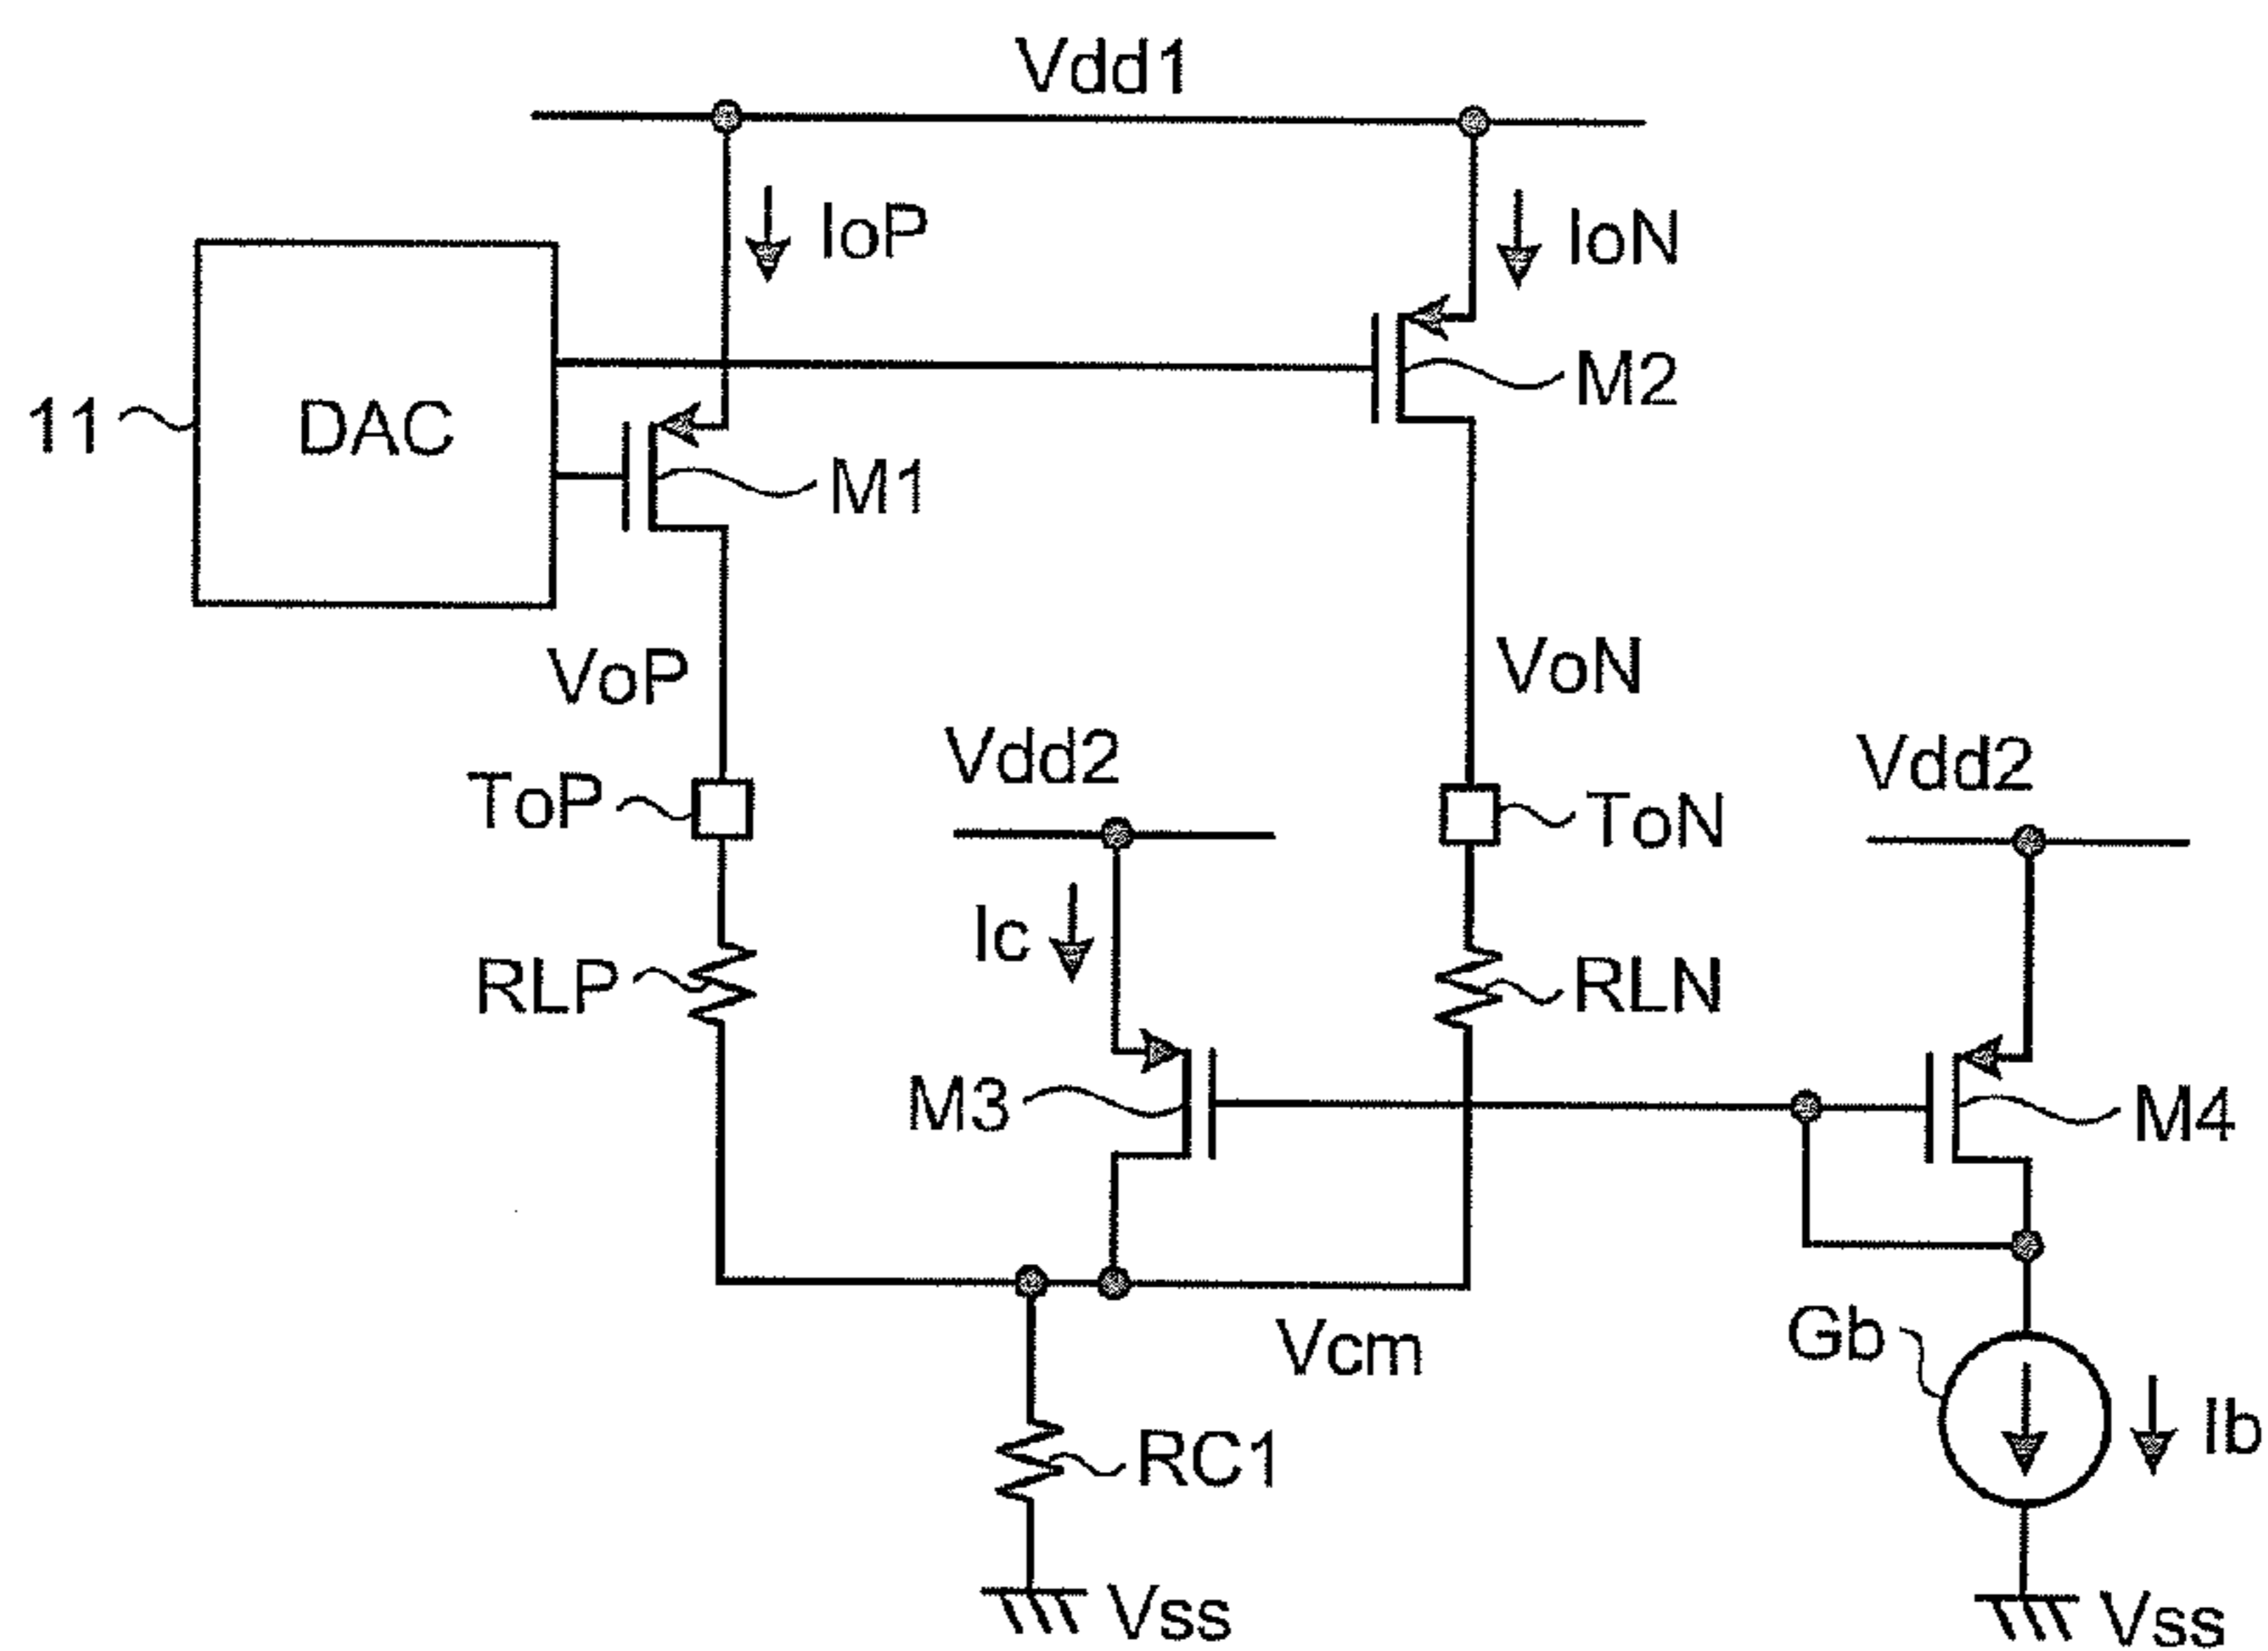 Vdd1
IoP
IoN
11
DAC
M1
M2
VoP
VoN
ToP
Vdd2
ToN
Vdd2
RLP
Ic
RLN
M3
M4
Vcm
Gb
Ib
RC1
Vss
Vss